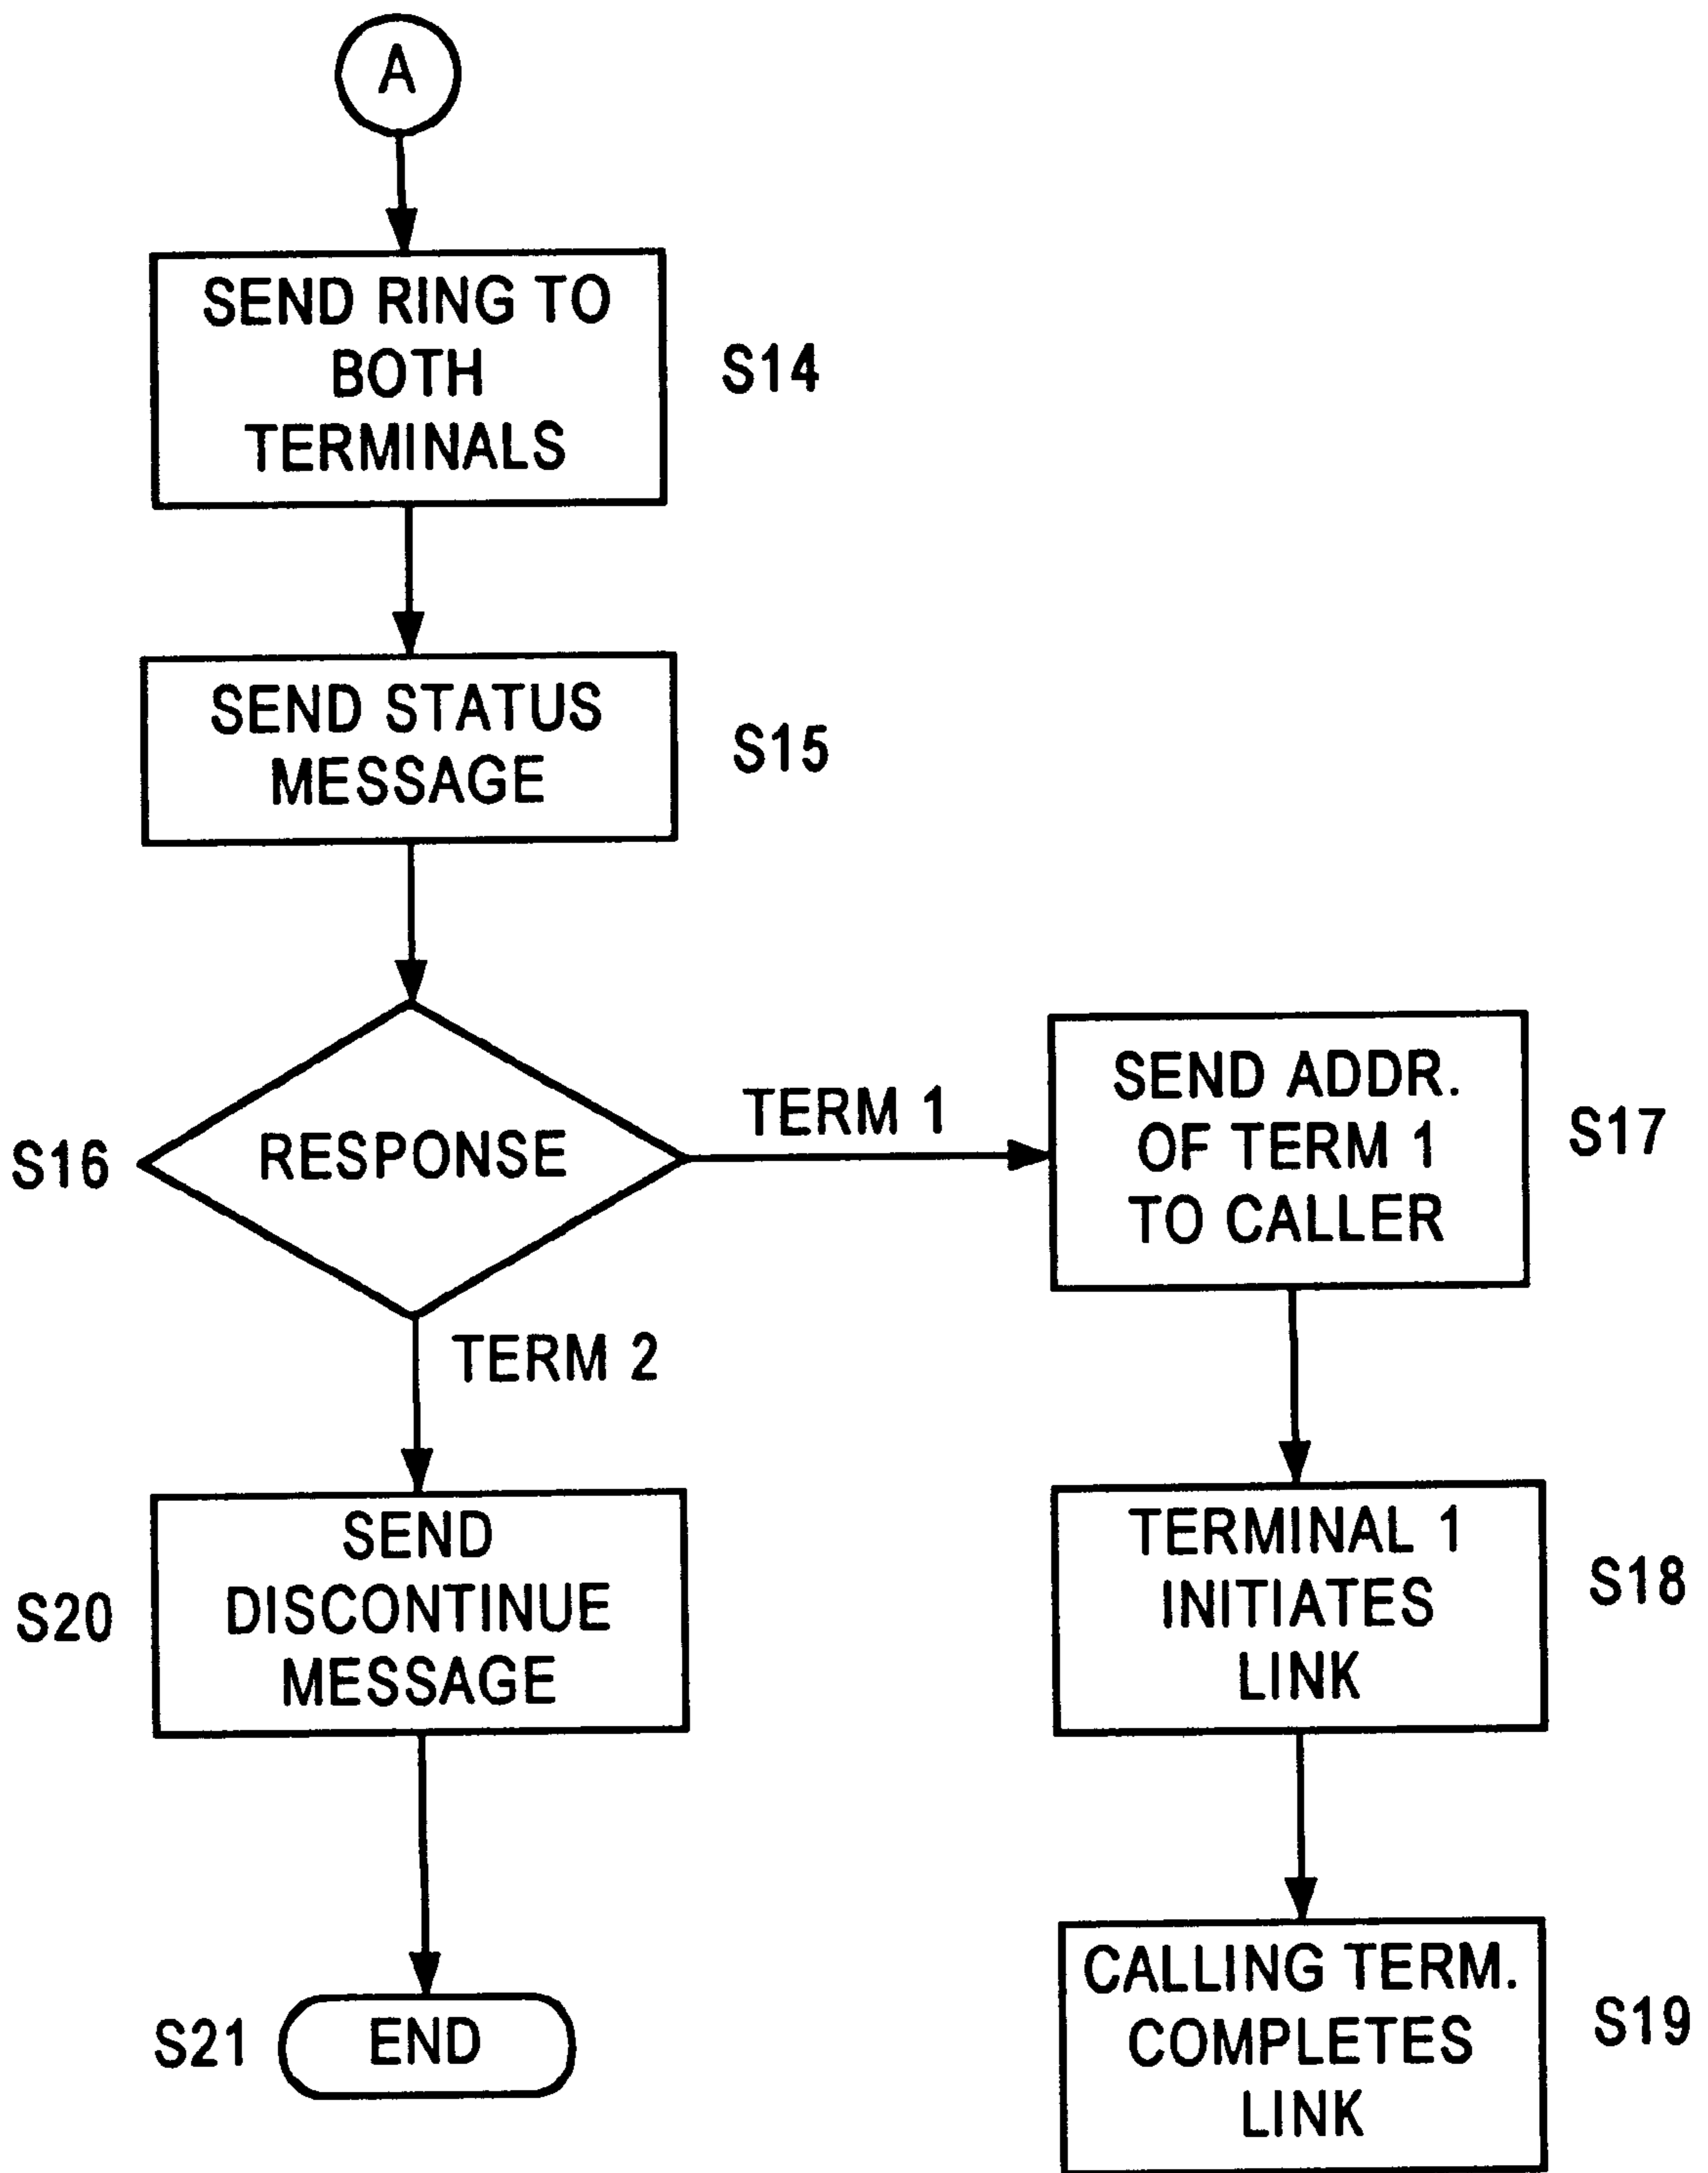 A
SEND RING TO
BOTH
TERMINALS
S14
SEND STATUS
MESSAGE
S15
S16
RESPONSE
TERM 1
SEND ADDR.
OF TERM 1
TO CALLER
S17
TERM 2
S20
SEND
DISCONTINUE
MESSAGE
TERMINAL 1
INITIATES
LINK
S18
S21
END
CALLING TERM.
COMPLETES
LINK
S19